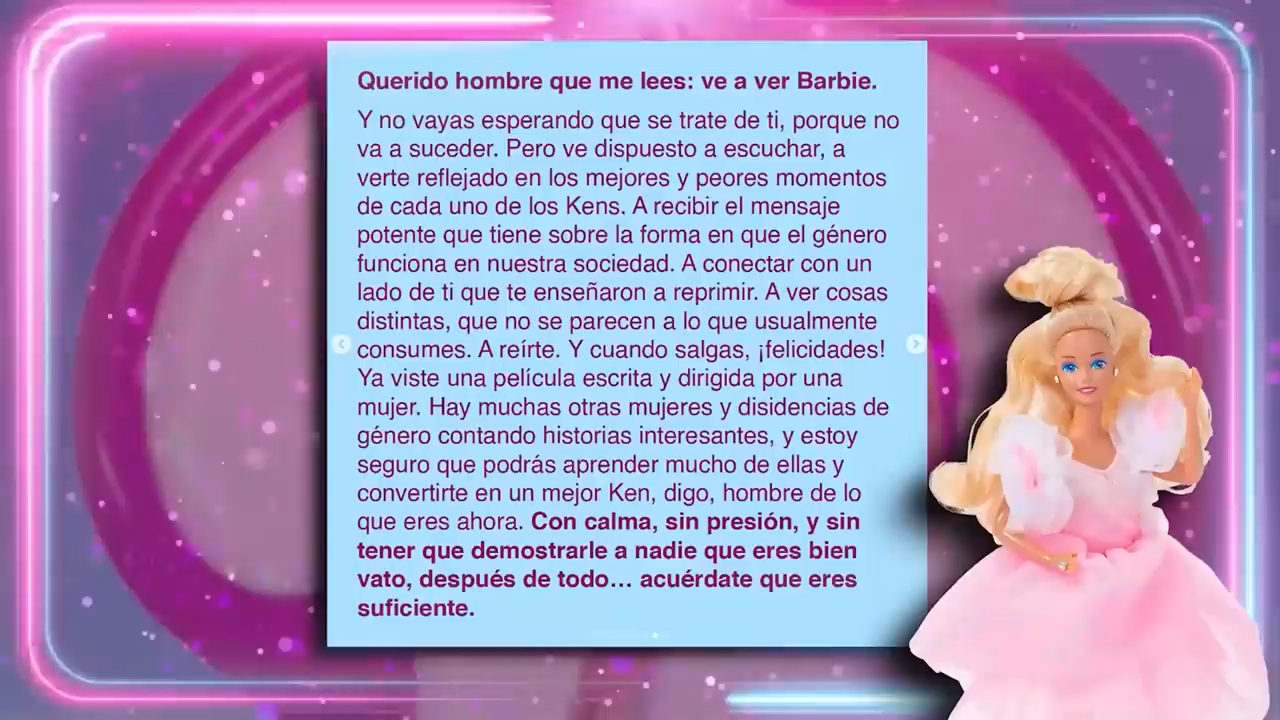 Querido hombre que me lees: ve a ver Barbie.
Y no vayas esperando que se trate de ti, porque no
va a suceder. Pero ve dispuesto a escuchar, a
verte reflejado en los mejores y peores momentos
de cada uno de los Kens. A recibir el mensaje
potente que tiene sobre la forma en que el género
funciona en nuestra sociedad. A conectar con un
lado de ti que te enseñaron a reprimir. A ver cosas
distintas, que no se parecen a lo que usualmente
consumes. A reírte. Y cuando salgas, ¡felicidades!
Ya viste una película escrita y dirigida por una
mujer. Hay muchas otras mujeres y disidencias de
género contando historias interesantes, y estoy
seguro que podrás aprender mucho de ellas y
convertirte en un mejor Ken, digo, hombre de lo
que eres ahora. Con calma, sin presión, y sin
tener que demostrarle a nadie que eres bien
vato, después de todo... acuérdate que eres
suficiente.